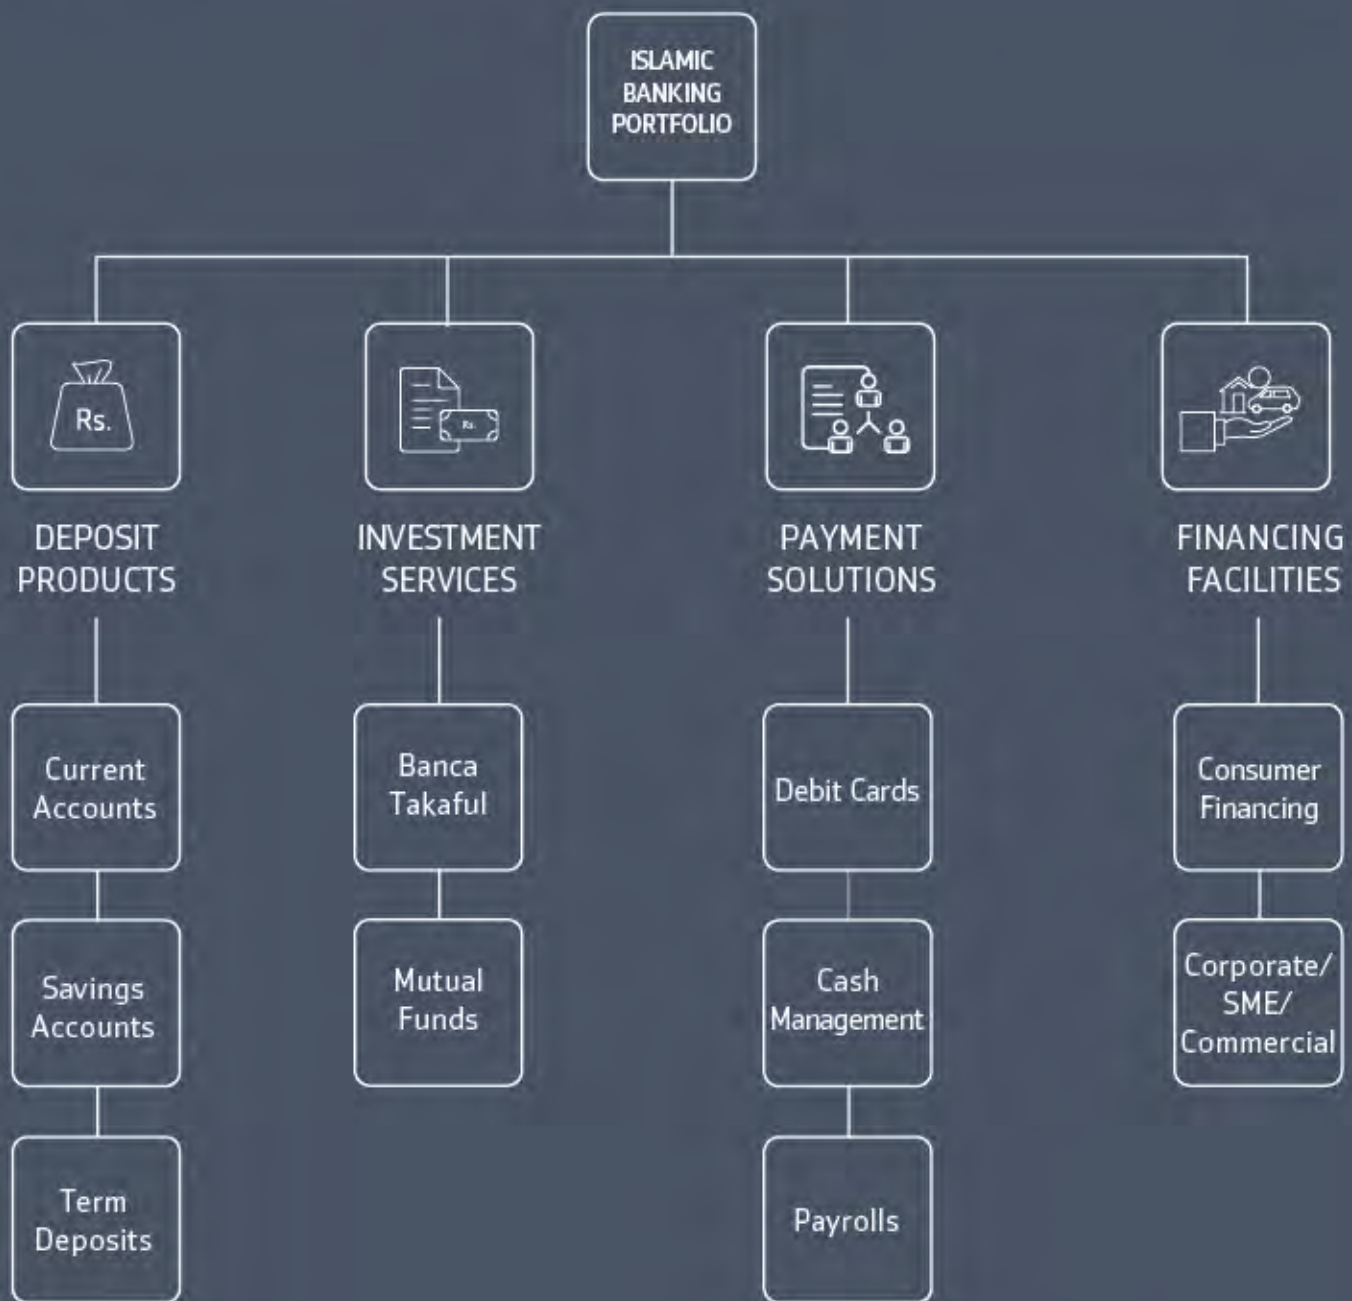 ISLAMIC
BANKING
PORTFOLIO
Rs.
DEPOSIT
PRODUCTS
Current
Accounts
Savings
Accounts
Term
Deposits
Rs.
INVESTMENT
SERVICES
Banca
Takaful
Mutual
Funds
PAYMENT
SOLUTIONS
Debit Cards
Cash
Management
Payrolls
FINANCING
FACILITIES
Consumer
Financing
Corporate/
SME/
Commercial